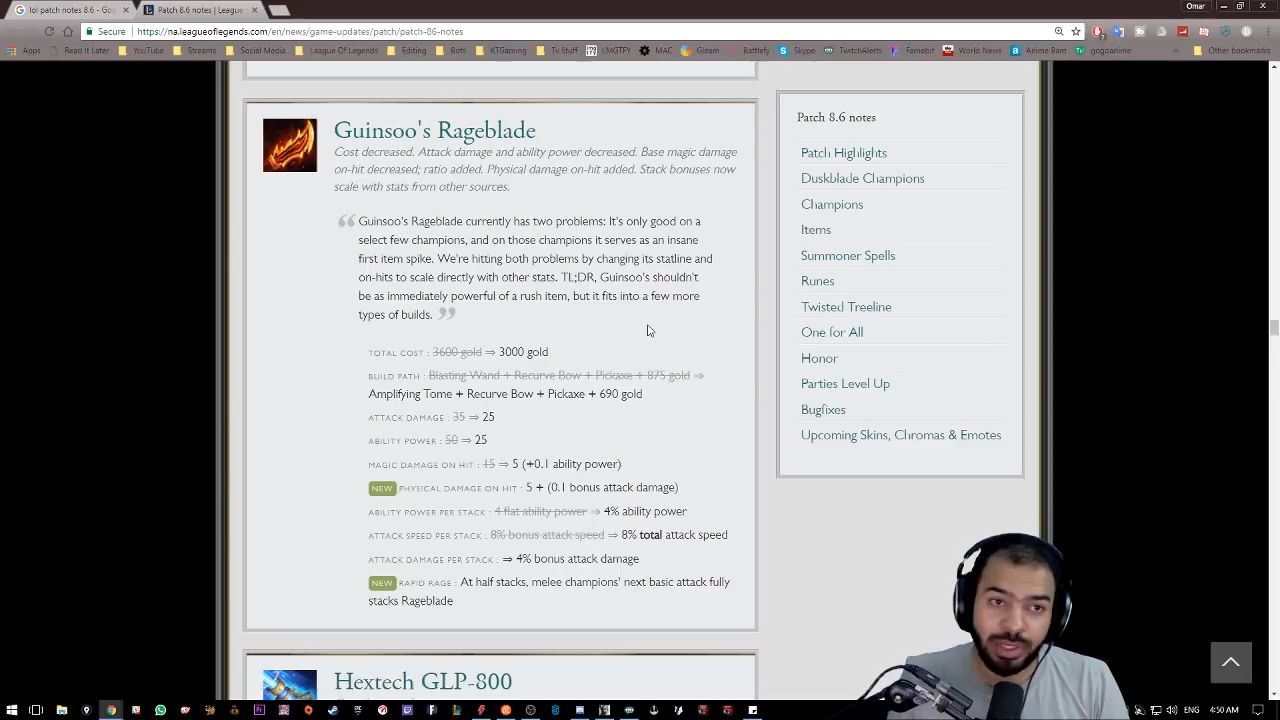 lol patch notes 8.6 - Goo
Patch 8.6 notes | League
Omar
Secure
https://na.leagueoflegends.com/en/news/game-updates/patch/patch-86-notes
Apps Read It Later YouTube Streams Social Media League Of Legends Editing Bots KTGaming Tv Stuff LMGTFY MAC Gleam Battlefy Skype TwitchAlerts Famebit World News Anime Bam gogoanime Other bookmarks
Guinsoo's Rageblade
Cost decreased. Attack damage and ability power decreased. Base magic damage
on-hit decreased; ratio added. Physical damage on-hit added. Stack bonuses now
scale with stats from other sources.
Guinsoo's Rageblade currently has two problems: It's only good on a
select few champions, and on those champions it serves as an insane
first item spike. We're hitting both problems by changing its statline and
on-hits to scale directly with other stats. TL;DR, Guinsoo's shouldn't
be as immediately powerful of a rush item, but it fits into a few more
types of builds.
TOTAL COST : 3600 gold ⇒ 3000 gold
BUILD PATH : Blasting Wand + Recurve Bow + Pickaxe + 875 gold ⇒
Amplifying Tome + Recurve Bow + Pickaxe + 690 gold
ATTACK DAMAGE : 35 ⇒ 25
ABILITY POWER : 50 ⇒ 25
MAGIC DAMAGE ON HIT : 15 ⇒ 5 (+0.1 ability power)
NEW PHYSICAL DAMAGE ON HIT : 5 + (0.1 bonus attack damage)
ABILITY POWER PER STACK : 4 flat ability power ⇒ 4% ability power
ATTACK SPEED PER STACK : 8% bonus attack speed ⇒ 8% total attack speed
ATTACK DAMAGE PER STACK : ⇒ 4% bonus attack damage
NEW RAPID RAGE : At half stacks, melee champions' next basic attack fully
stacks Rageblade
Hextech GLP-800
Patch 8.6 notes
Patch Highlights
Duskblade Champions
Champions
Items
Summoner Spells
Runes
Twisted Treeline
One for All
Honor
Parties Level Up
Bugfixes
Upcoming Skins, Chromas & Emotes
ENG 4:50 AM